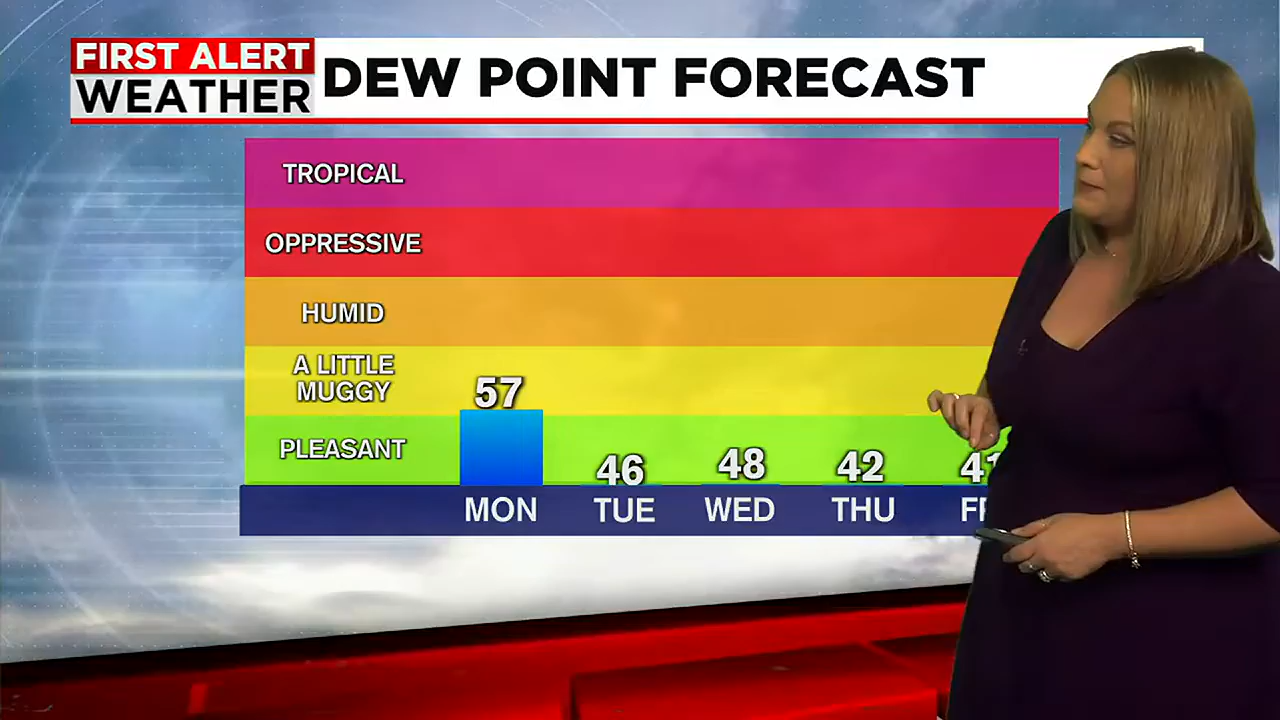 FIRST ALERT
WEATHER
DEW POINT FORECAST
TROPICAL
OPPRESSIVE
HUMID
A LITTLE
MUGGY
PLEASANT
57
46
48
42
41
MON
TUE
WED
THU